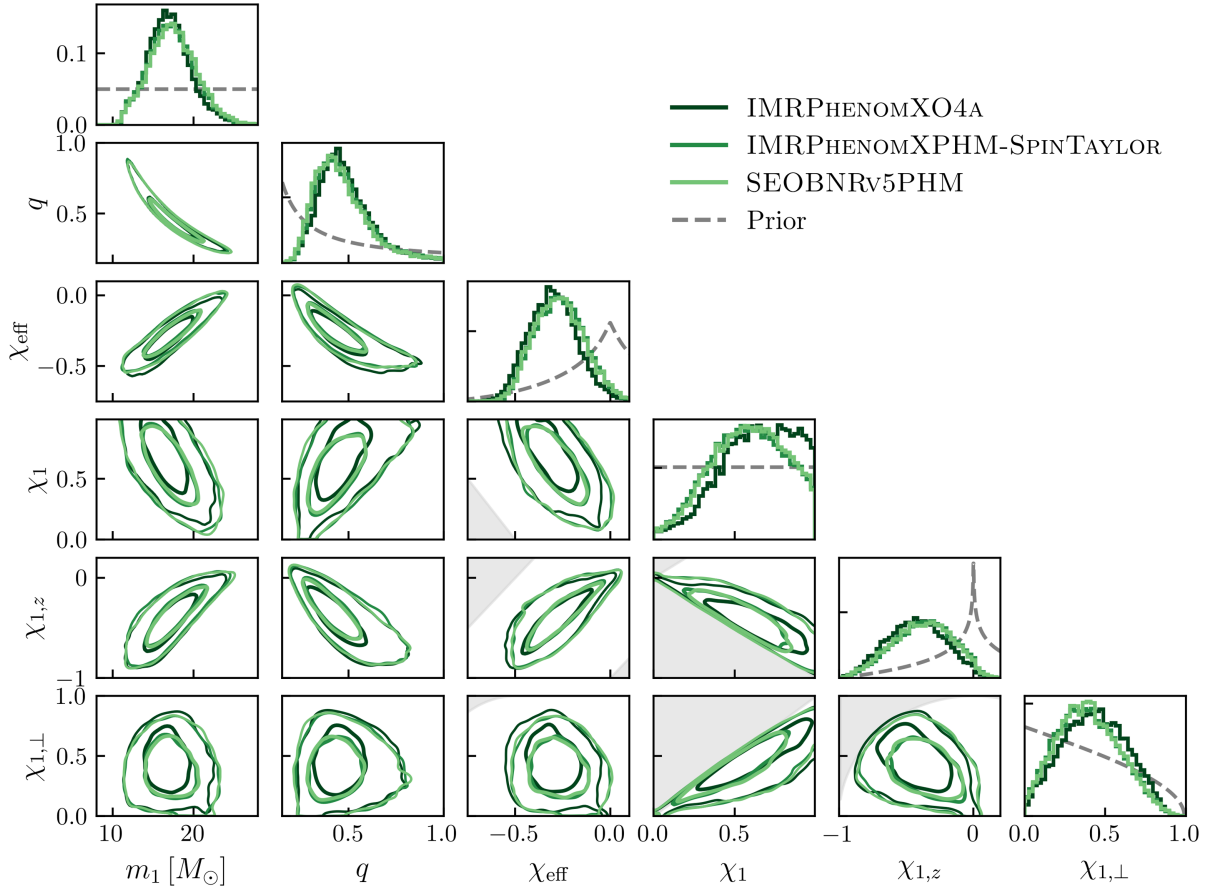 0.1
0.0
IMRPhenomXO4a
IMRPhenomXPHM-SpinTaylor
SEOBNRv5PHM
Prior
1.0
0.5
q
0.0
−0.5
χeff
1.0
0.5
0.0
χ1
0
−1
χ1,z
1.0
0.5
0.0
χ1,⊥
10 20 0.5 1.0 −0.5 0.0 0.0 0.5 −1 0 0.0 0.5 1.0
m1 [M⊙] q χeff χ1 χ1,z χ1,⊥